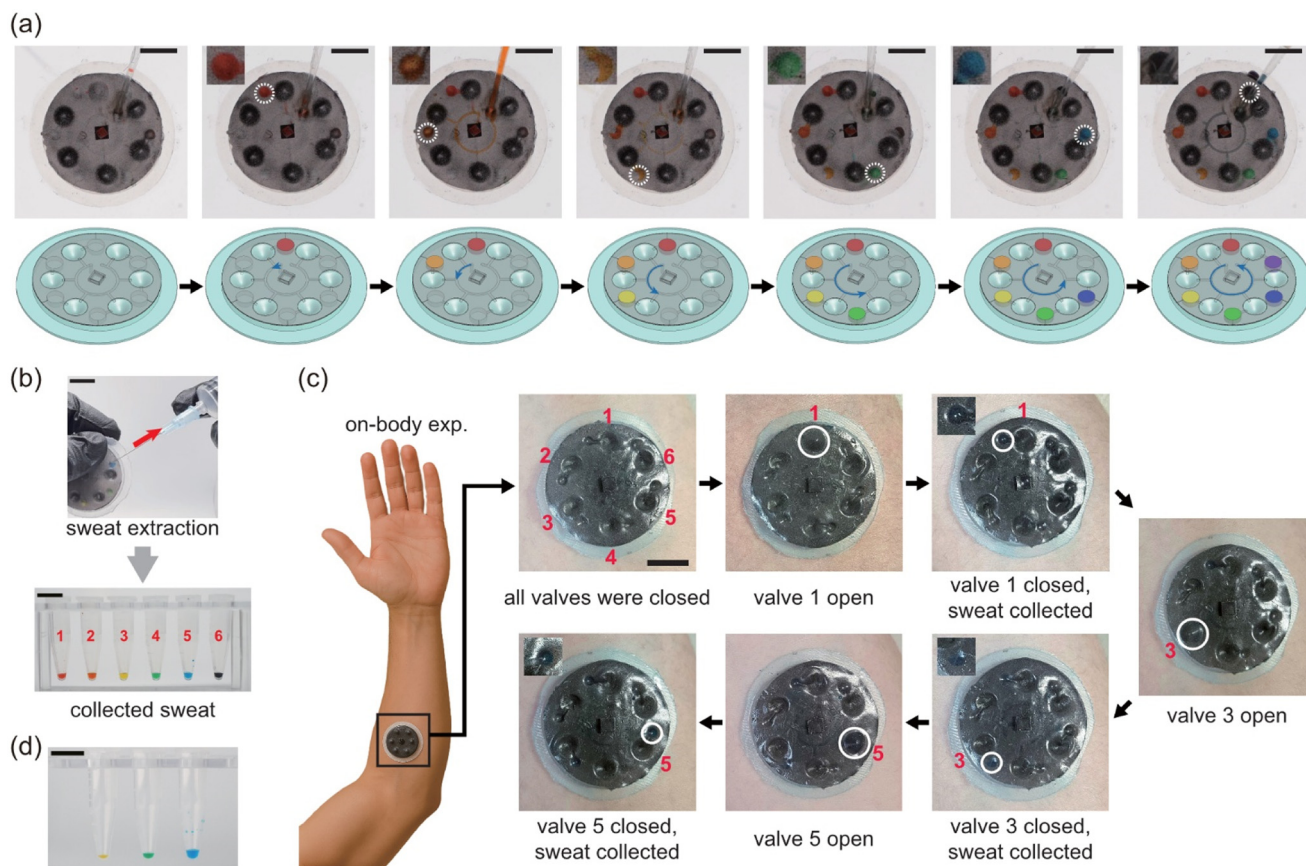 (a)
(b)
sweat extraction
1 2 3 4 5 6
collected sweat
(d)
(c)
on-body exp.
1
2
3
4
5
6
all valves were closed
1
valve 1 open
1
valve 1 closed,
sweat collected
3
valve 3 open
3
valve 3 closed,
sweat collected
5
valve 5 open
5
valve 5 closed,
sweat collected